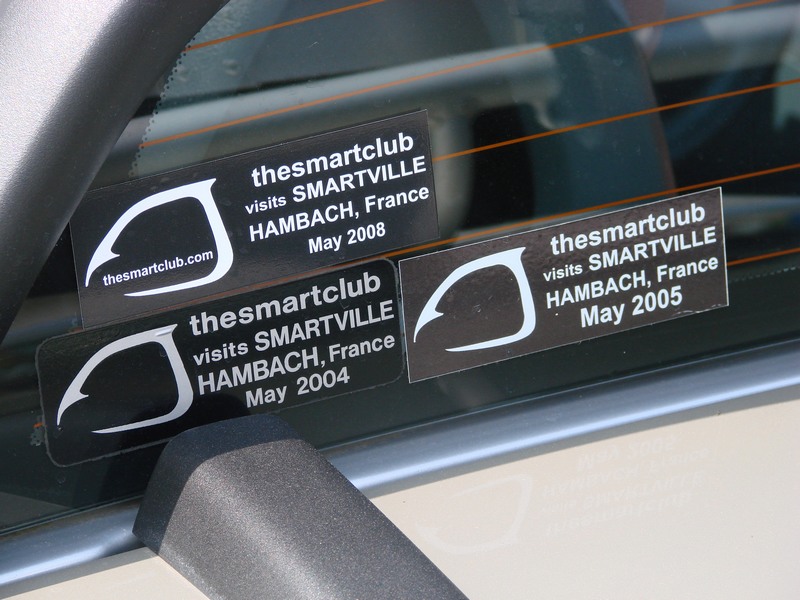 thesmartclub
visits SMARTVILLE
HAMBACH, France
May 2008
thesmartclub.com
thesmartclub
visits SMARTVILLE
HAMBACH, France
May 2005
thesmartclub
visits SMARTVILLE
HAMBACH, France
May 2004